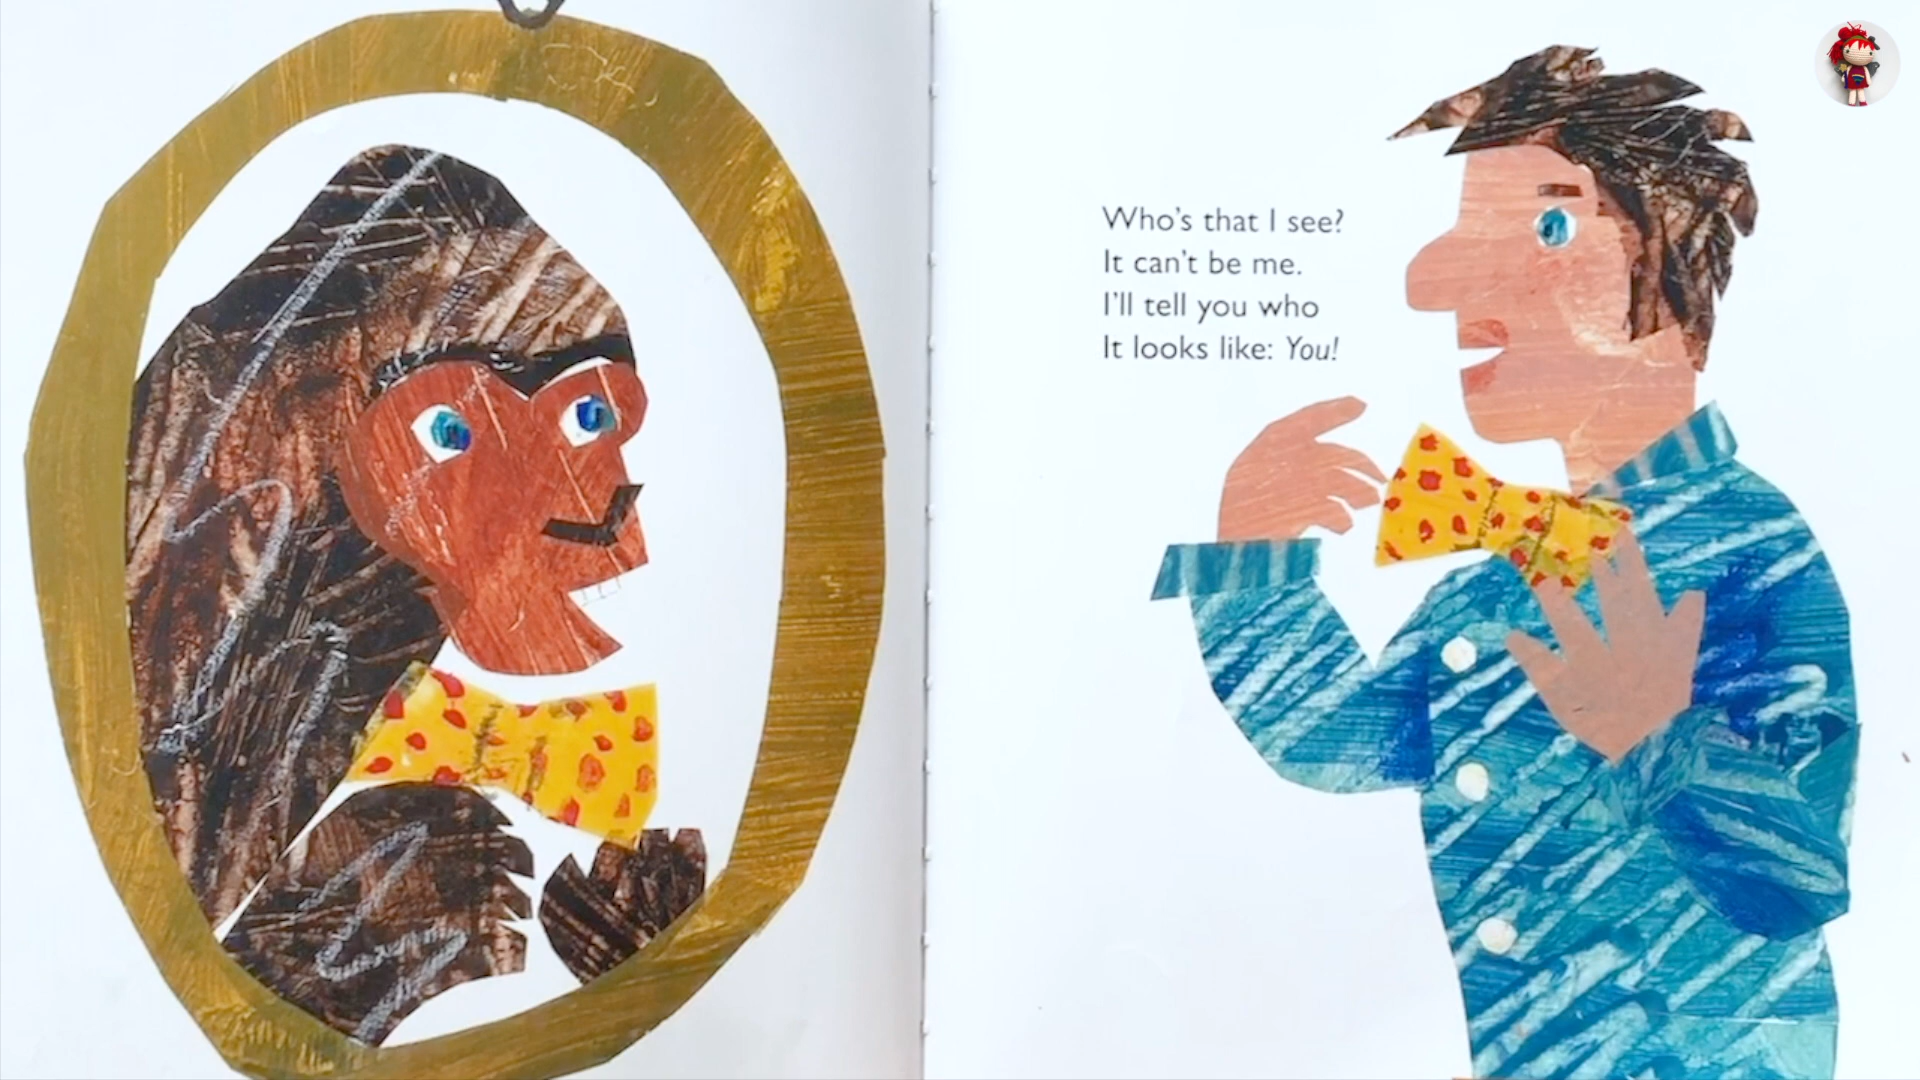 Who's that I see?
It can't be me.
I'll tell you who
It looks like: You!